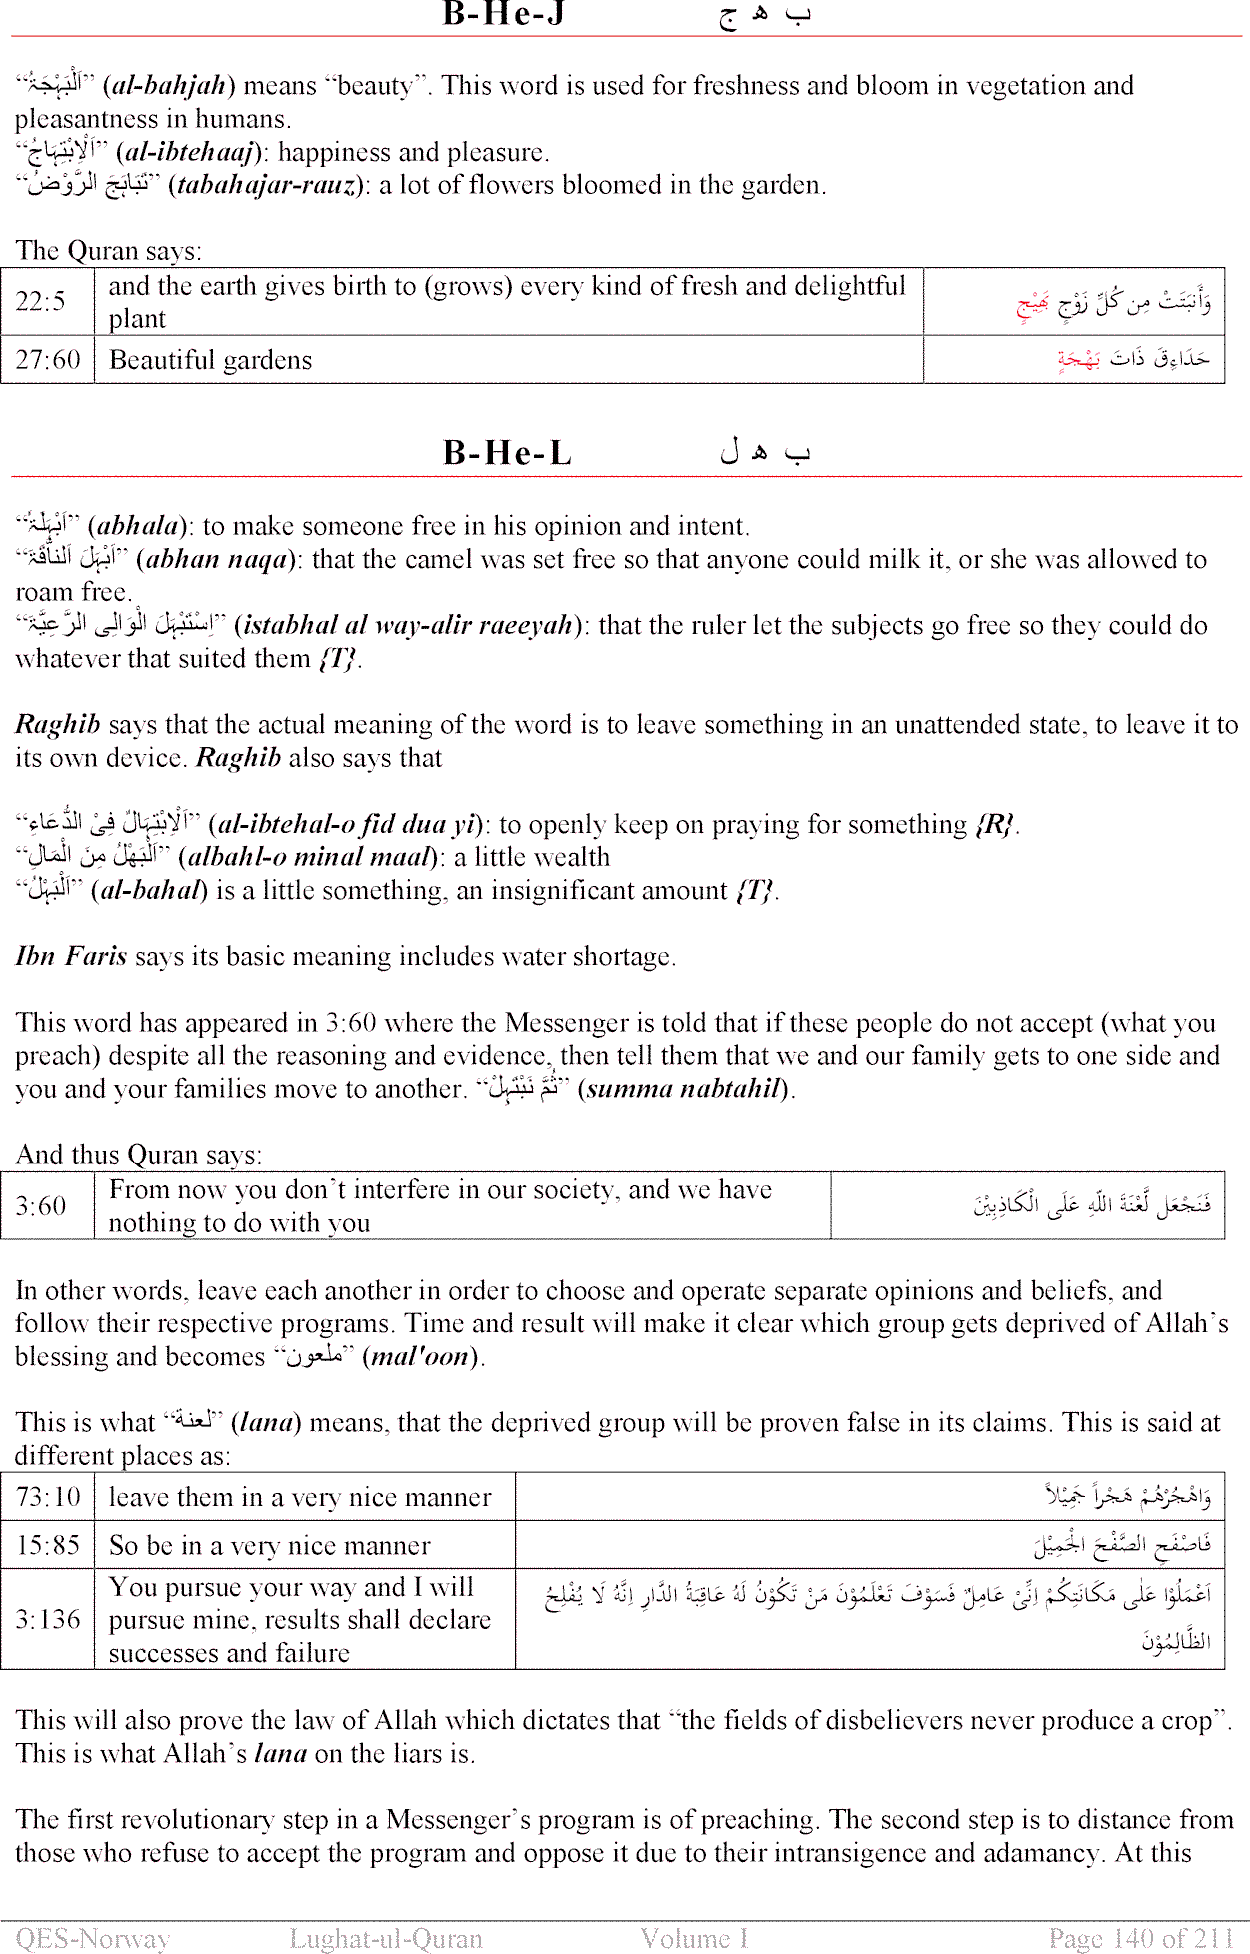 B-He-J ب ه ج
“اَلْبَہْجَۃُ” (al-bahjah) means “beauty”. This word is used for freshness and bloom in vegetation and
pleasantness in humans.
“اَلْاِبْتِہَاجُ” (al-ibtehaaj): happiness and pleasure.
“تَبَاہَجَ الرَّوْضُ” (tabahajar-rauz): a lot of flowers bloomed in the garden.
The Quran says:
22:5 and the earth gives birth to (grows) every kind of fresh and delightful
plant وَأَنبَتَتْ مِن كُلِّ زَوْجٍ بَهِيْجٍ
27:60 Beautiful gardens حَدَاءِقَ ذَاتَ بَهْجَةٍ
B-He-L ب ه ل
“اَبْہَلَۃُ” (abhala): to make someone free in his opinion and intent.
“اَبْہَلَ اَلنَاَّقَۃَ” (abhan naqa): that the camel was set free so that anyone could milk it, or she was allowed to
roam free.
“اِسْتَبْہَلَ الْوَالِی الرَّعِیَّۃَ” (istabhal al way-alir raeeyah): that the ruler let the subjects go free so they could do
whatever that suited them {T}.
Raghib says that the actual meaning of the word is to leave something in an unattended state, to leave it to
its own device. Raghib also says that
“اَلْاِبْتِہَالُ فِیْ الدُّعَاءِ” (al-ibtehal-o fid dua yi): to openly keep on praying for something {R}.
“اَلْبَہْلُ مِنَ الْمَالِ” (albahl-o minal maal): a little wealth
“اَلْبَہْلُ” (al-bahal) is a little something, an insignificant amount {T}.
Ibn Faris says its basic meaning includes water shortage.
This word has appeared in 3:60 where the Messenger is told that if these people do not accept (what you
preach) despite all the reasoning and evidence, then tell them that we and our family gets to one side and
you and your families move to another. “ثُمَّ نَبْتَہِلْ” (summa nabtahil).
And thus Quran says:
3:60 From now you don’t interfere in our society, and we have
nothing to do with you فَنَجْعَل لَّعْنَةَ اللّهِ عَلَى الْكَاذِبِيْنَ
In other words, leave each another in order to choose and operate separate opinions and beliefs, and
follow their respective programs. Time and result will make it clear which group gets deprived of Allah’s
blessing and becomes “ملعون” (mal'oon).
This is what “لعنة” (lana) means, that the deprived group will be proven false in its claims. This is said at
different places as:
73:10 leave them in a very nice manner وَاهْجُرْهُمْ هَجْراً جَمِيْلاً
15:85 So be in a very nice manner فَاصْفَحِ الصَّفْحَ الْجَمِيْلَ
3:136 You pursue your way and I will
pursue mine, results shall declare
successes and failure اَعْمَلُوْا عَلٰى مَكَانَتِكُمْ اِنِّىْ عَامِلٌ فَسَوْفَ تَعْلَمُوْنَ مَنْ تَكُوْنُ لَهُ عَاقِبَةُ الدَّارِ اِنَّهُ لَا يُفْلِحُ
الظَّالِمُوْنَ
This will also prove the law of Allah which dictates that “the fields of disbelievers never produce a crop”.
This is what Allah’s lana on the liars is.
The first revolutionary step in a Messenger’s program is of preaching. The second step is to distance from
those who refuse to accept the program and oppose it due to their intransigence and adamancy. At this
QES-Norway Lughat-ul-Quran Volume I Page 140 of 211